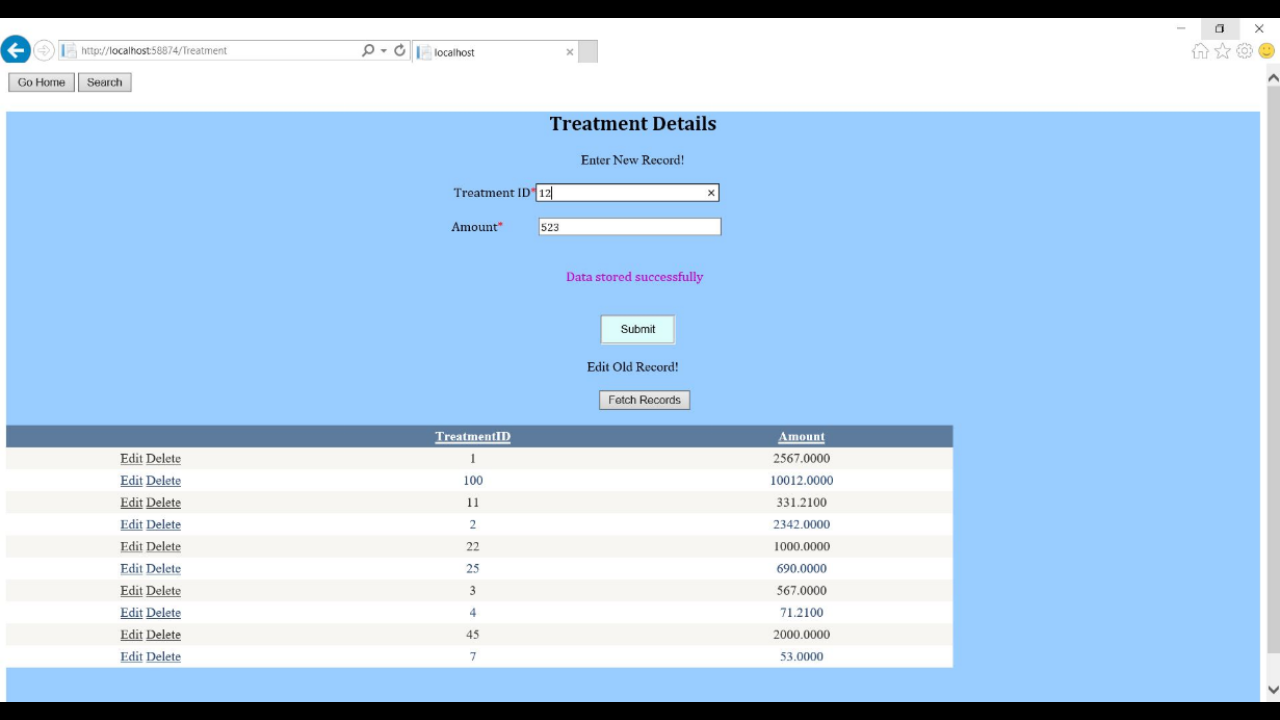 http://localhost:58874/Treatment
localhost
Go Home Search
Treatment Details
Enter New Record!
Treatment ID* 12
Amount* 523
Data stored successfully
Submit
Edit Old Record!
Fetch Records
TreatmentID Amount
Edit Delete 1 2567.0000
Edit Delete 100 10012.0000
Edit Delete 11 331.2100
Edit Delete 2 2342.0000
Edit Delete 22 1000.0000
Edit Delete 25 690.0000
Edit Delete 3 567.0000
Edit Delete 4 71.2100
Edit Delete 45 2000.0000
Edit Delete 7 53.0000